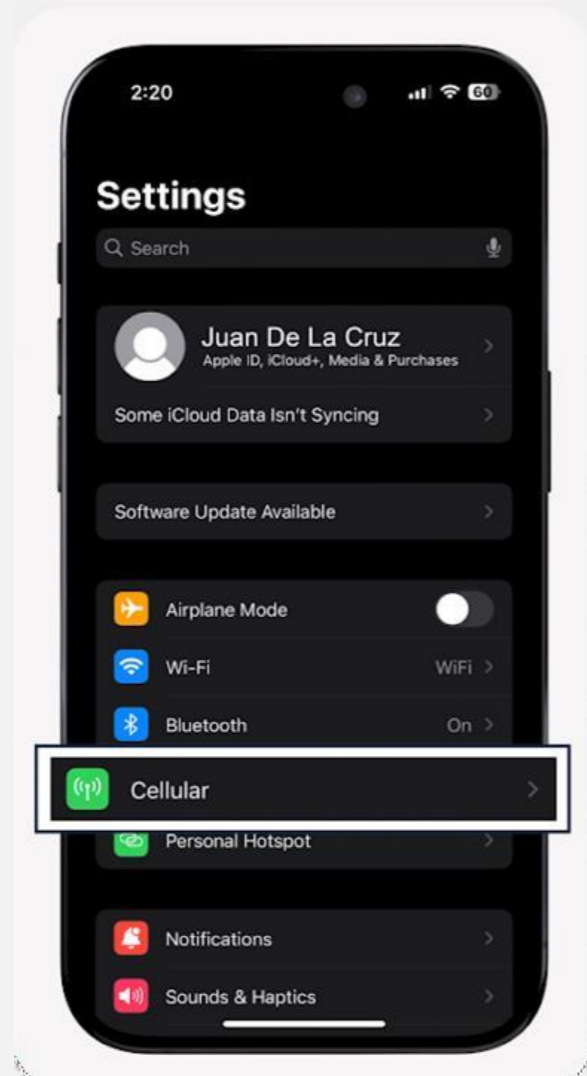 2:20
60
Settings
Search
Juan De La Cruz
Apple ID, iCloud+, Media & Purchases
Some iCloud Data Isn't Syncing
Software Update Available
Airplane Mode
Wi-Fi WiFi
Bluetooth On
Cellular
Personal Hotspot
Notifications
Sounds & Haptics